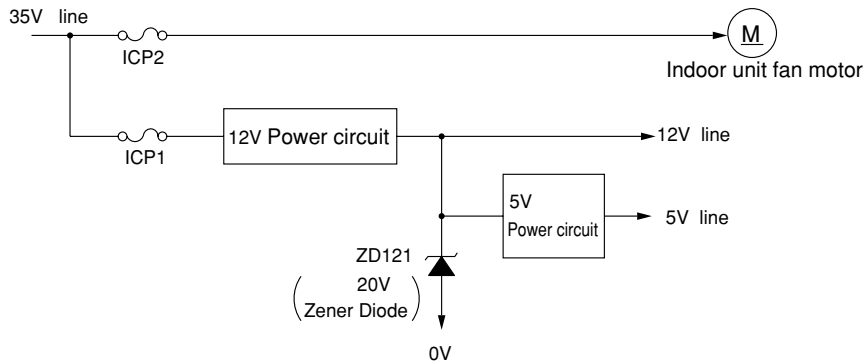 35V line
ICP2
M
Indoor unit fan motor
ICP1
12V Power circuit
12V line
5V
Power circuit
5V line
ZD121
( 20V
Zener Diode )
0V